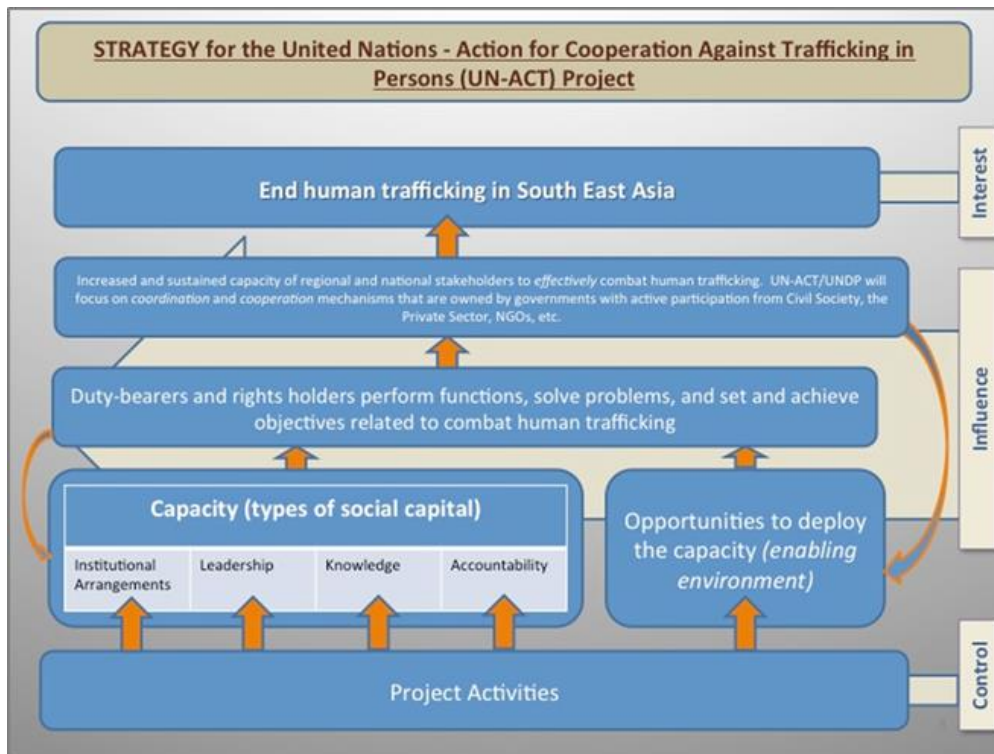 STRATEGY for the United Nations - Action for Cooperation Against Trafficking in
Persons (UN-ACT) Project
Interest
End human trafficking in South East Asia
Increased and sustained capacity of regional and national stakeholders to effectively combat human trafficking. UN-ACT/UNDP will
focus on coordination and cooperation mechanisms that are owned by governments with active participation from Civil Society, the
Private Sector, NGOs, etc.
Influence
Duty-bearers and rights holders perform functions, solve problems, and set and achieve
objectives related to combat human trafficking
Capacity (types of social capital)
Institutional
Arrangements
Leadership
Knowledge
Accountability
Opportunities to deploy
the capacity (enabling
environment)
Control
Project Activities